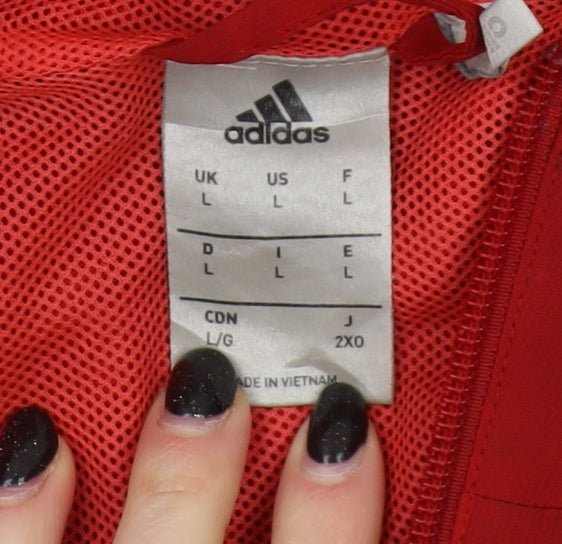 adidas
UK US F
L L L
D I E
L L L
CDN J
L/G 2XO
ADE IN VIETNAM